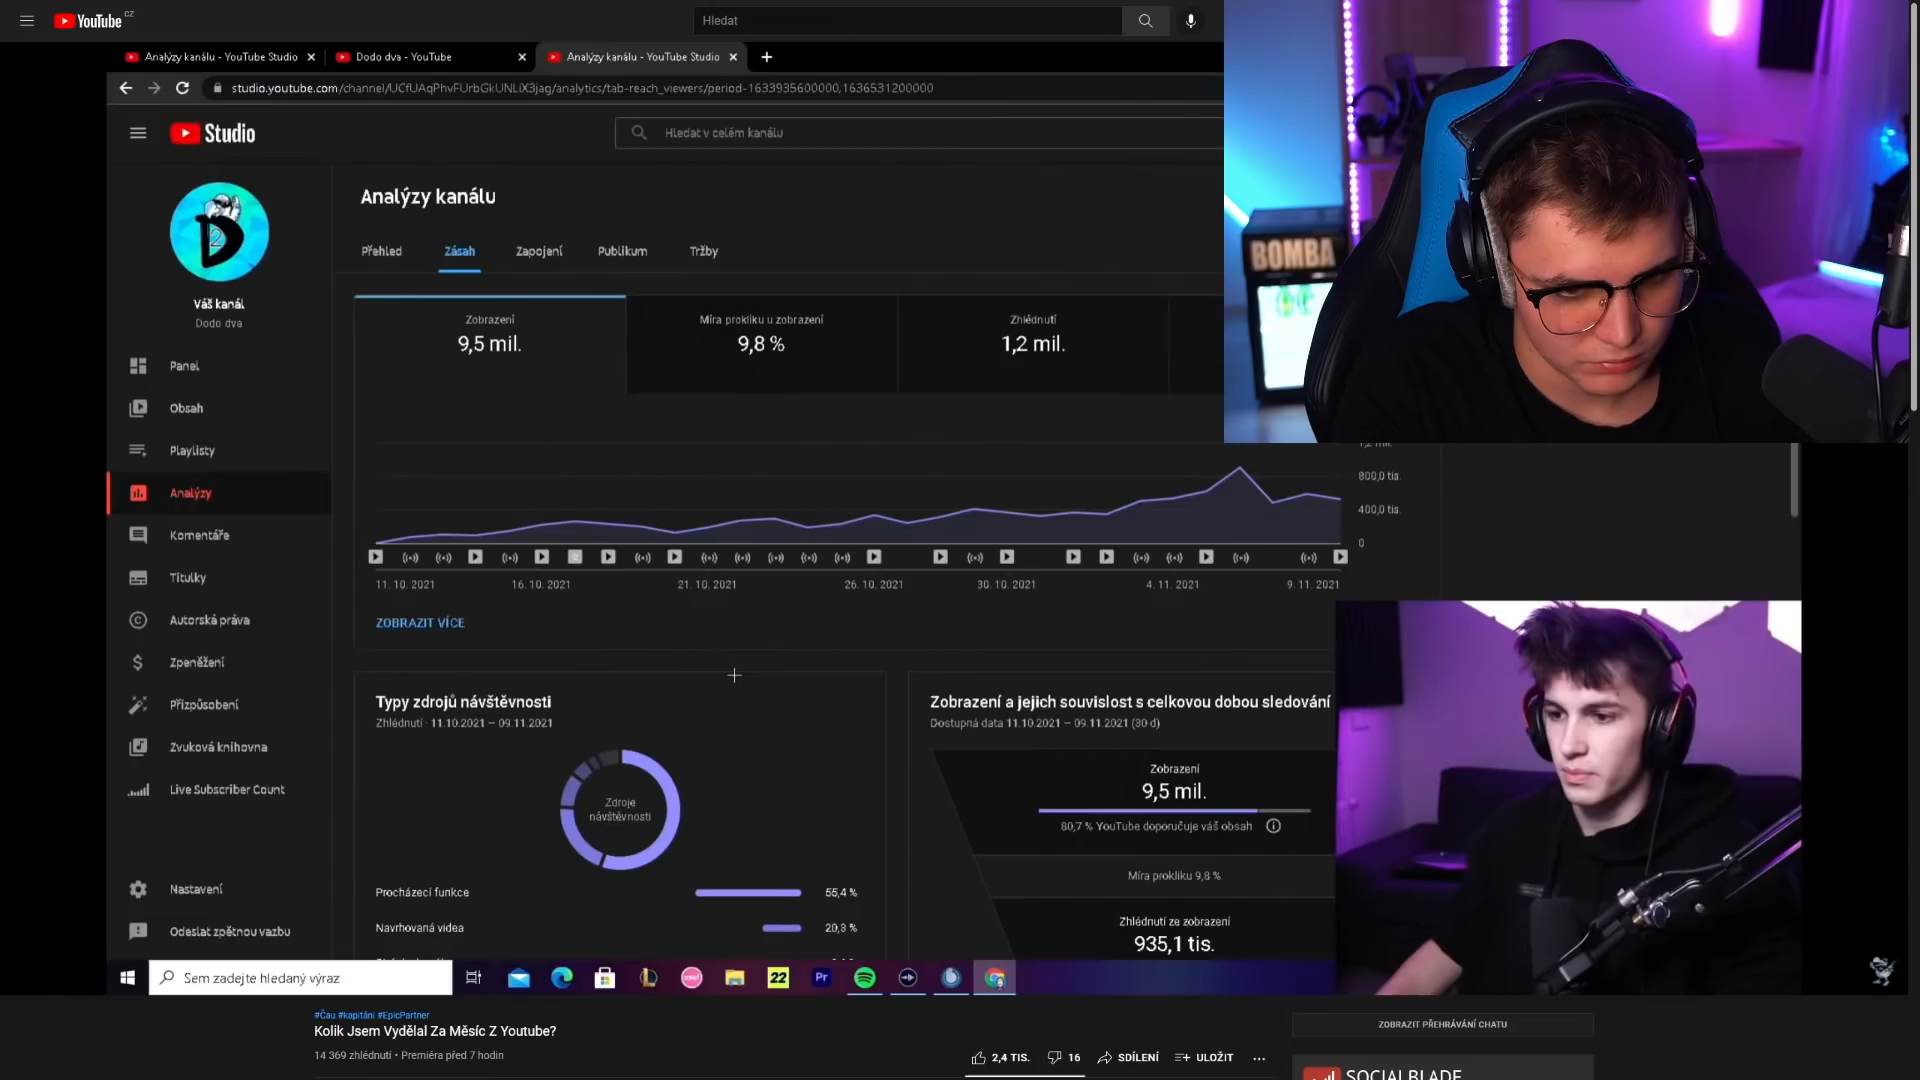 YouTube CZ
Hledat
Analýzy kanálu - YouTube Studio
Dodo dva - YouTube
Analýzy kanálu - YouTube Studio
studio.youtube.com/channel/UCfUAqPhvFUrbGkUNLiX3jag/analytics/tab-reach_viewers/period-1633935600000,1636531200000
Studio
Hledat v celém kanálu
BOMBA
Analýzy kanálu
Přehled
Zásah
Zapojení
Publikum
Tržby
Váš kanál
Dodo dva
Zobrazení
9,5 mil.
Míra prokliku u zobrazení
9,8 %
Zhlédnutí
1,2 mil.
Panel
Obsah
Playlisty
Analýzy
Komentáře
Titulky
Autorská práva
Zpeněžení
Přizpůsobení
Zvuková knihovna
Live Subscriber Count
Nastavení
Odeslat zpětnou vazbu
1,2 mil.
800,0 tis.
400,0 tis.
0
11. 10. 2021
16. 10. 2021
21. 10. 2021
26. 10. 2021
30. 10. 2021
4. 11. 2021
9. 11. 2021
ZOBRAZIT VÍCE
Typy zdrojů návštěvnosti
Zhlédnutí · 11.10.2021 – 09.11.2021
Zdroje
návštěvnosti
Procházecí funkce
55,4 %
Navrhovaná videa
20,3 %
Zobrazení a jejich souvislost s celkovou dobou sledování
Dostupná data 11.10.2021 – 09.11.2021 (30 d)
Zobrazení
9,5 mil.
80,7 % YouTube doporučuje váš obsah
Míra prokliku 9,8 %
Zhlédnutí ze zobrazení
935,1 tis.
Sem zadejte hledaný výraz
22
Pr
#Čau #kapitáni #EpicPartner
Kolik Jsem Vydělal Za Měsíc Z Youtube?
14 369 zhlédnutí • Premiéra před 7 hodin
2,4 TIS.
16
SDÍLENÍ
ULOŽIT
ZOBRAZIT PŘEHRÁVÁNÍ CHATU
SOCIALBLADE